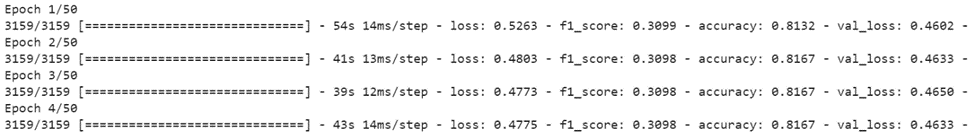 Epoch 1/50
3159/3159 [==============================] - 54s 14ms/step - loss: 0.5263 - f1_score: 0.3099 - accuracy: 0.8132 - val_loss: 0.4602 -
Epoch 2/50
3159/3159 [==============================] - 41s 13ms/step - loss: 0.4803 - f1_score: 0.3098 - accuracy: 0.8167 - val_loss: 0.4633 -
Epoch 3/50
3159/3159 [==============================] - 39s 12ms/step - loss: 0.4773 - f1_score: 0.3098 - accuracy: 0.8167 - val_loss: 0.4650 -
Epoch 4/50
3159/3159 [==============================] - 43s 14ms/step - loss: 0.4775 - f1_score: 0.3098 - accuracy: 0.8167 - val_loss: 0.4633 -